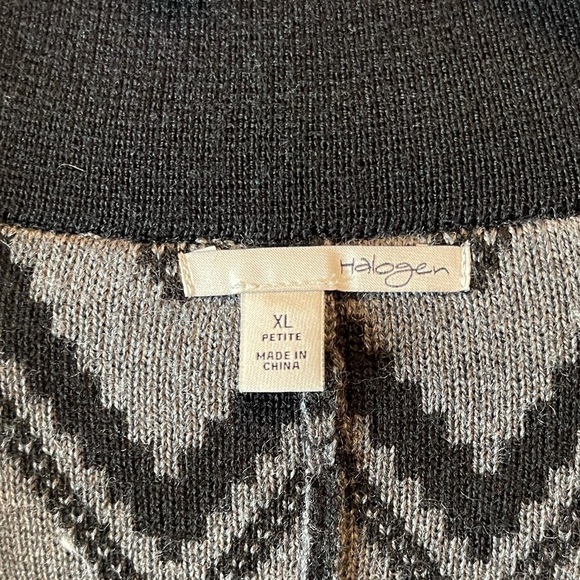 Halogen
XL
PETITE
MADE IN
CHINA